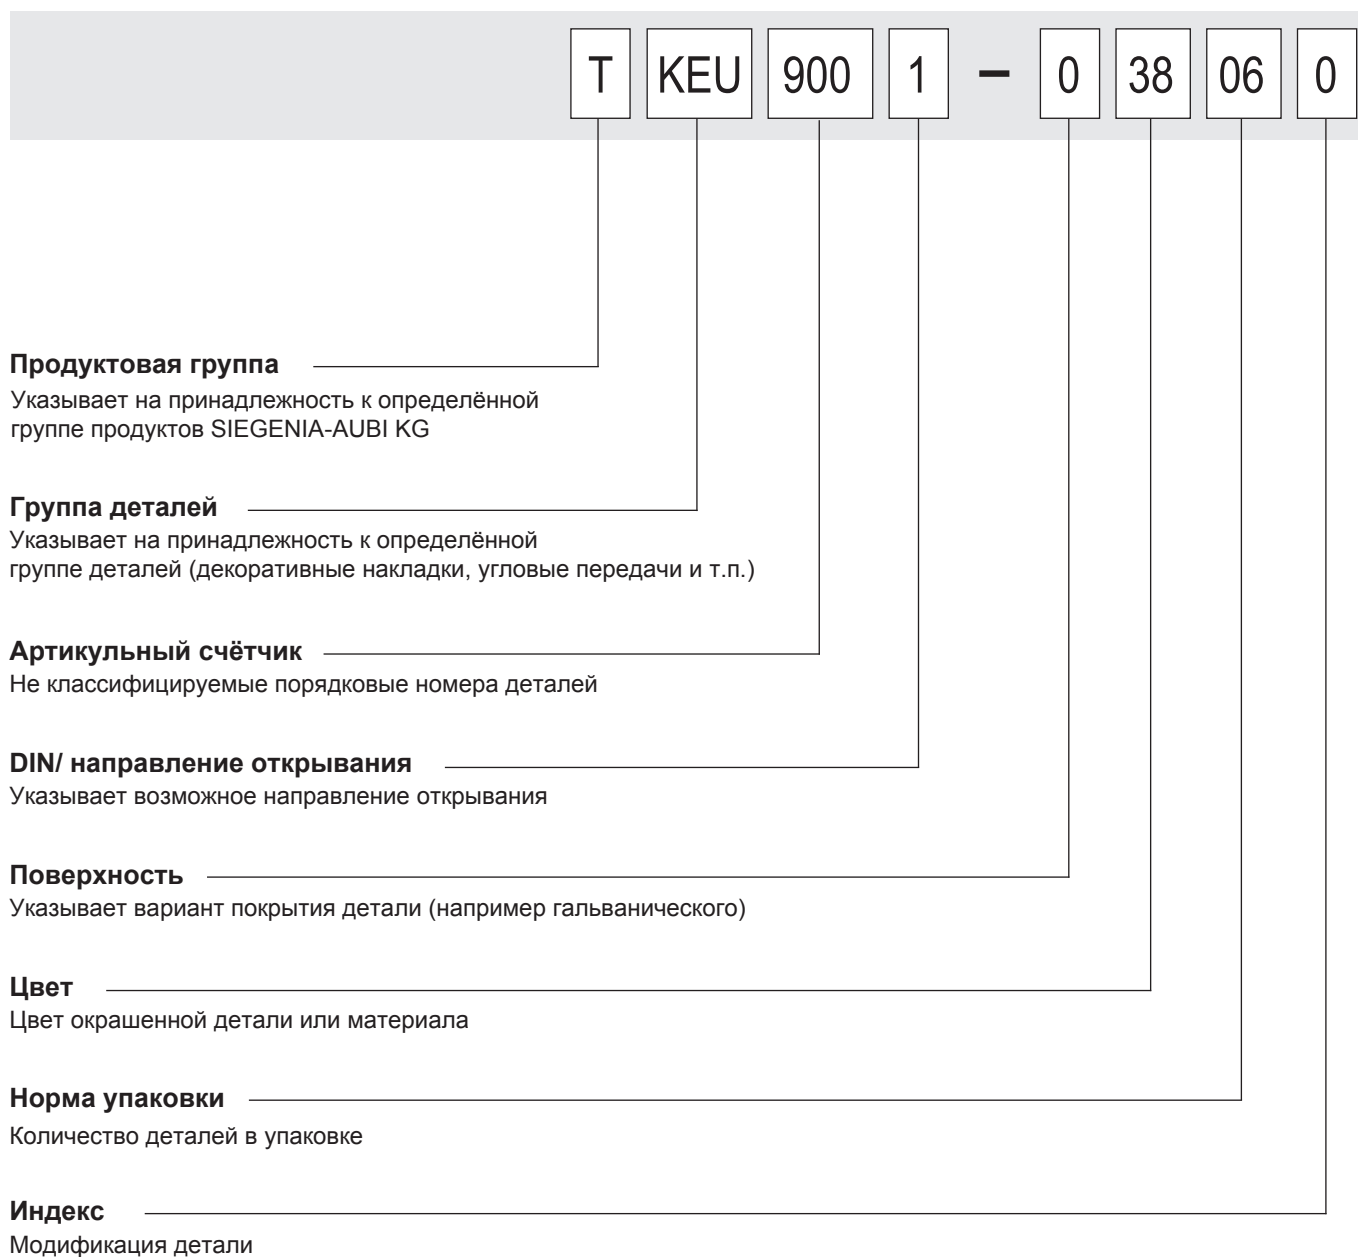 T KEU 900 1 – 0 38 06 0
Продуктовая группа
Указывает на принадлежность к определённой
группе продуктов SIEGENIA-AUBI KG
Группа деталей
Указывает на принадлежность к определённой
группе деталей (декоративные накладки, угловые передачи и т.п.)
Артикульный счётчик
Не классифицируемые порядковые номера деталей
DIN/ направление открывания
Указывает возможное направление открывания
Поверхность
Указывает вариант покрытия детали (например гальванического)
Цвет
Цвет окрашенной детали или материала
Норма упаковки
Количество деталей в упаковке
Индекс
Модификация детали